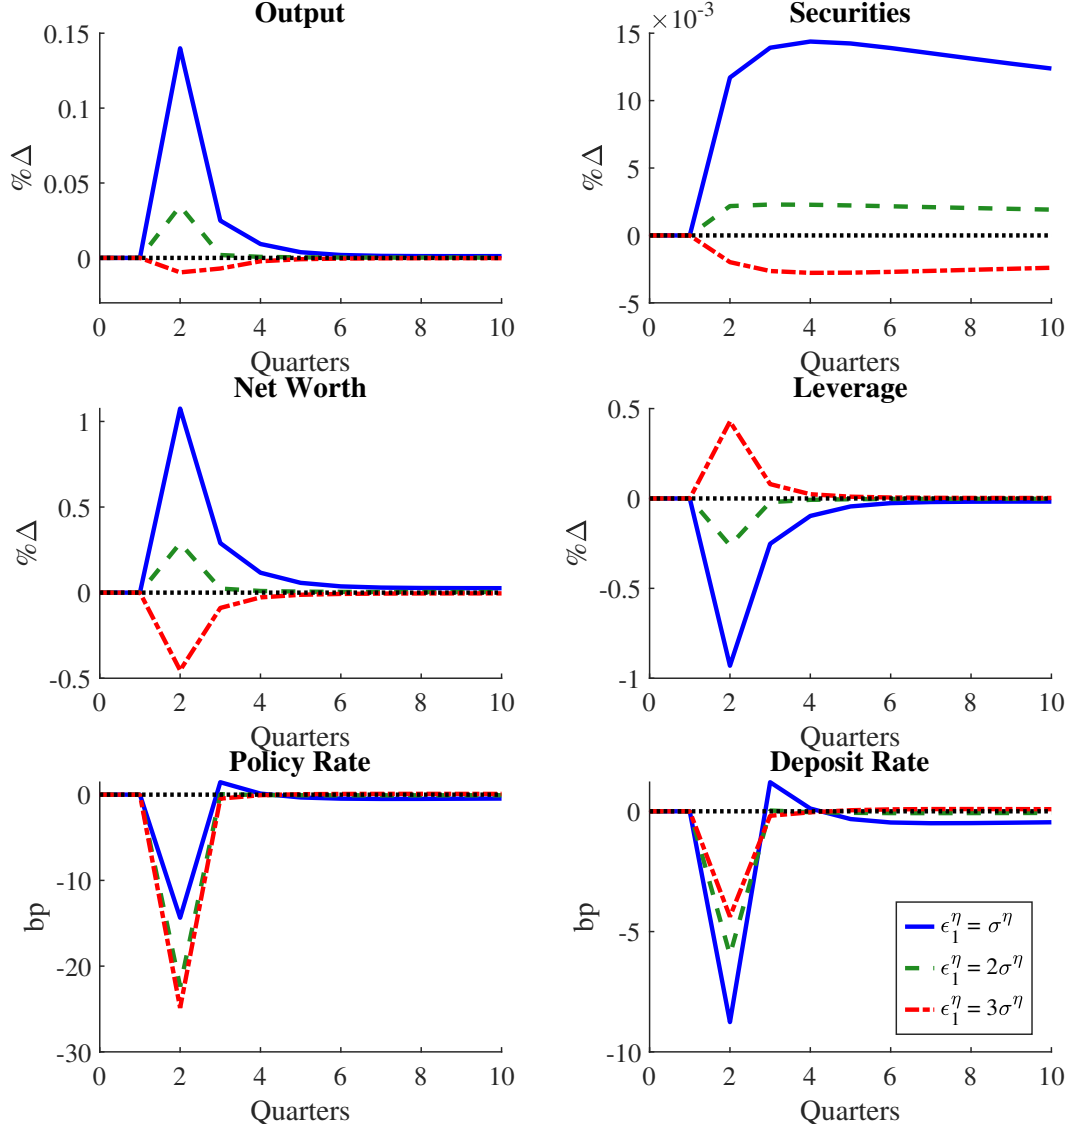 Output
%Δ
0.15
0.1
0.05
0
0 2 4 6 8 10
Quarters
Securities
×10⁻³
%Δ
15
10
5
0
-5
0 2 4 6 8 10
Quarters
Net Worth
%Δ
1
0.5
0
-0.5
0 2 4 6 8 10
Quarters
Leverage
%Δ
0.5
0
-0.5
-1
0 2 4 6 8 10
Quarters
Policy Rate
bp
0
-10
-20
-30
0 2 4 6 8 10
Quarters
Deposit Rate
bp
0
-5
-10
0 2 4 6 8 10
Quarters
ϵ₁^η = σ^η
ϵ₁^η = 2σ^η
ϵ₁^η = 3σ^η